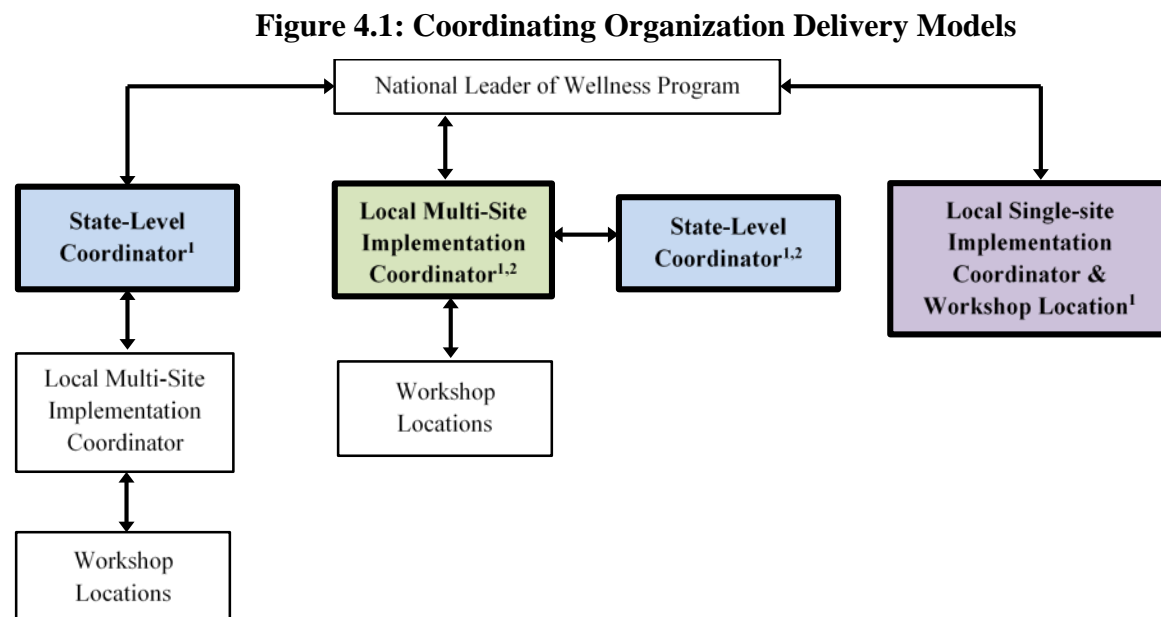 Figure 4.1: Coordinating Organization Delivery Models
National Leader of Wellness Program
State-Level
Coordinator¹
Local Multi-Site
Implementation
Coordinator¹,²
State-Level
Coordinator¹,²
Local Single-site
Implementation
Coordinator &
Workshop Location¹
Local Multi-Site
Implementation
Coordinator
Workshop
Locations
Workshop
Locations